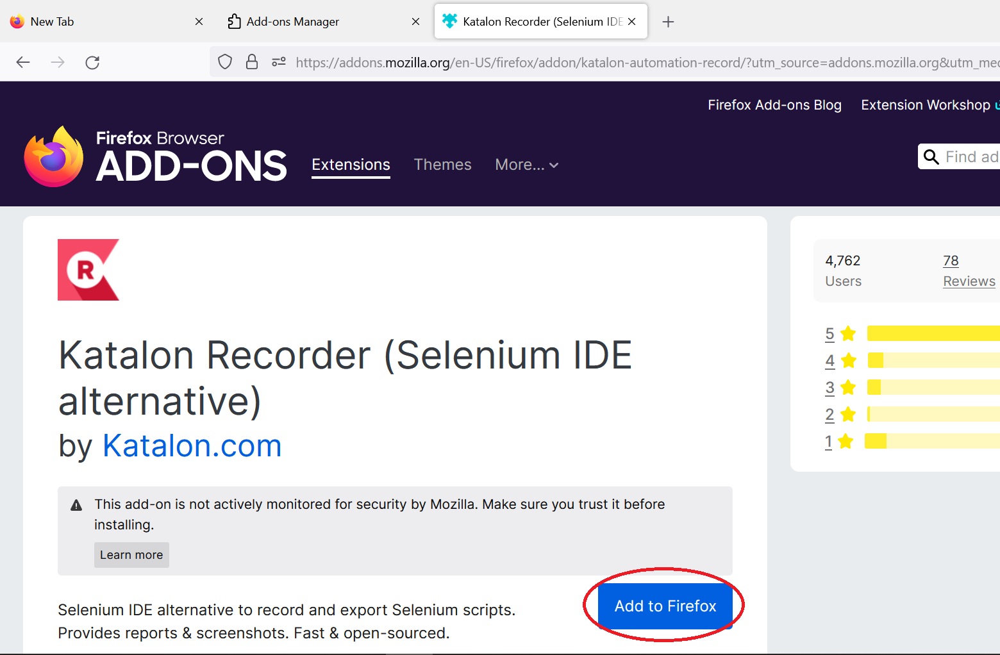 New Tab
Add-ons Manager
Katalon Recorder (Selenium IDE
https://addons.mozilla.org/en-US/firefox/addon/katalon-automation-record/?utm_source=addons.mozilla.org&utm_med
Firefox Add-ons Blog
Extension Workshop
Firefox Browser
ADD-ONS
Extensions
Themes
More...
Find ad
R
Katalon Recorder (Selenium IDE
alternative)
by Katalon.com
This add-on is not actively monitored for security by Mozilla. Make sure you trust it before
installing.
Learn more
Selenium IDE alternative to record and export Selenium scripts.
Provides reports & screenshots. Fast & open-sourced.
Add to Firefox
4,762
Users
78
Reviews
5
4
3
2
1